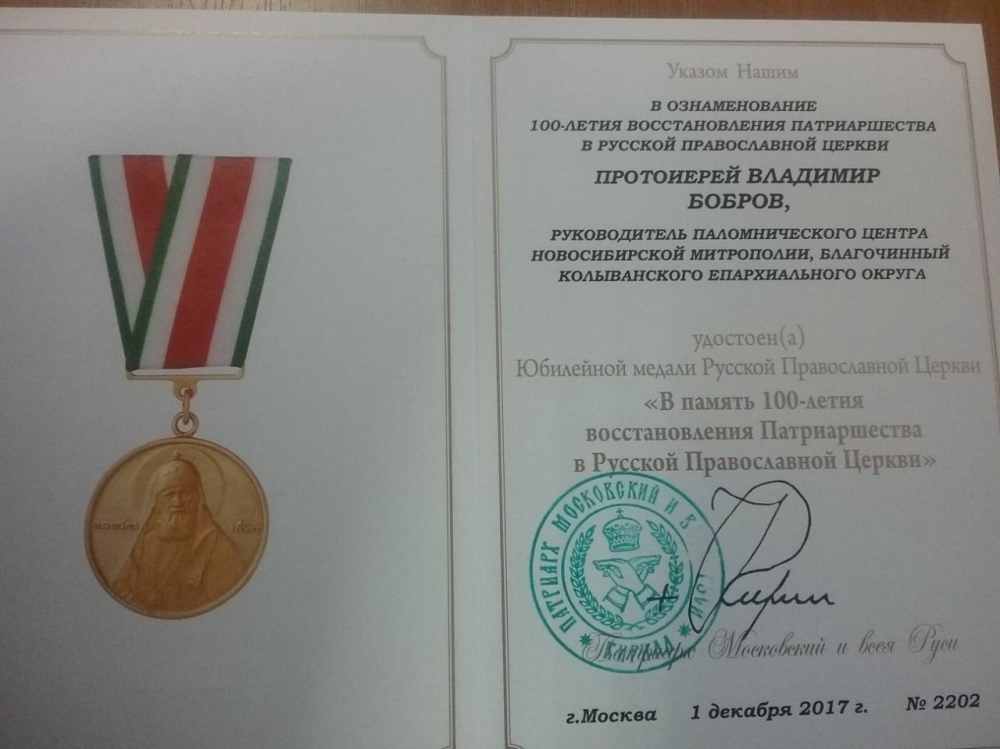 Указом Нашим
В ОЗНАМЕНОВАНИЕ
100-ЛЕТИЯ ВОССТАНОВЛЕНИЯ ПАТРИАРШЕСТВА
В РУССКОЙ ПРАВОСЛАВНОЙ ЦЕРКВИ
ПРОТОИЕРЕЙ ВЛАДИМИР
БОБРОВ,
РУКОВОДИТЕЛЬ ПАЛОМНИЧЕСКОГО ЦЕНТРА
НОВОСИБИРСКОЙ МИТРОПОЛИИ, БЛАГОЧИННЫЙ
КОЛЫВАНСКОГО ЕПАРХИАЛЬНОГО ОКРУГА
удостоен(а)
Юбилейной медали Русской Православной Церкви
«В память 100-летия
восстановления Патриаршества
в Русской Православной Церкви»
ПАТРИАРХ МОСКОВСКИЙ И В
КИРИЛЛ
+ Кирилл
Патриарх Московский и всея Руси
г.Москва 1 декабря 2017 г. № 2202